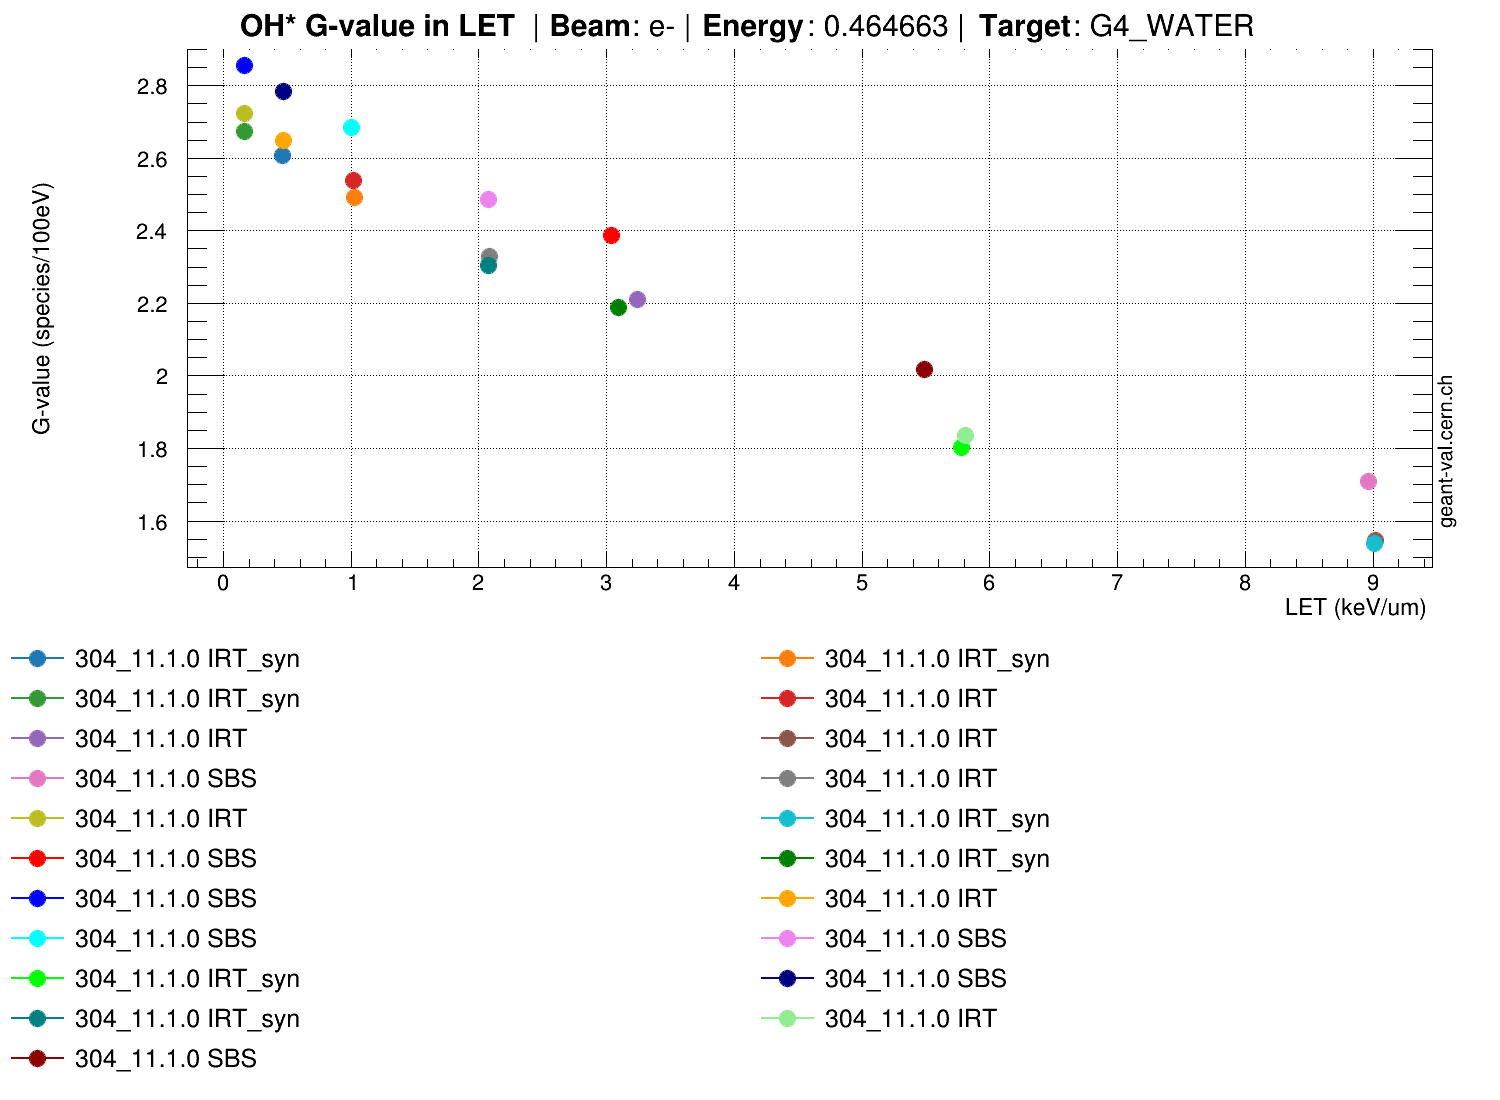 OH* G-value in LET | Beam: e- | Energy: 0.464663 | Target: G4_WATER
G-value (species/100eV)
2.8
2.6
2.4
2.2
2
1.8
1.6
0 1 2 3 4 5 6 7 8 9
LET (keV/um)
geant-val.cern.ch
304_11.1.0 IRT_syn
304_11.1.0 IRT_syn
304_11.1.0 IRT_syn
304_11.1.0 IRT
304_11.1.0 IRT
304_11.1.0 IRT
304_11.1.0 SBS
304_11.1.0 IRT
304_11.1.0 IRT
304_11.1.0 IRT_syn
304_11.1.0 SBS
304_11.1.0 IRT_syn
304_11.1.0 SBS
304_11.1.0 IRT
304_11.1.0 SBS
304_11.1.0 SBS
304_11.1.0 IRT_syn
304_11.1.0 SBS
304_11.1.0 IRT_syn
304_11.1.0 IRT
304_11.1.0 SBS